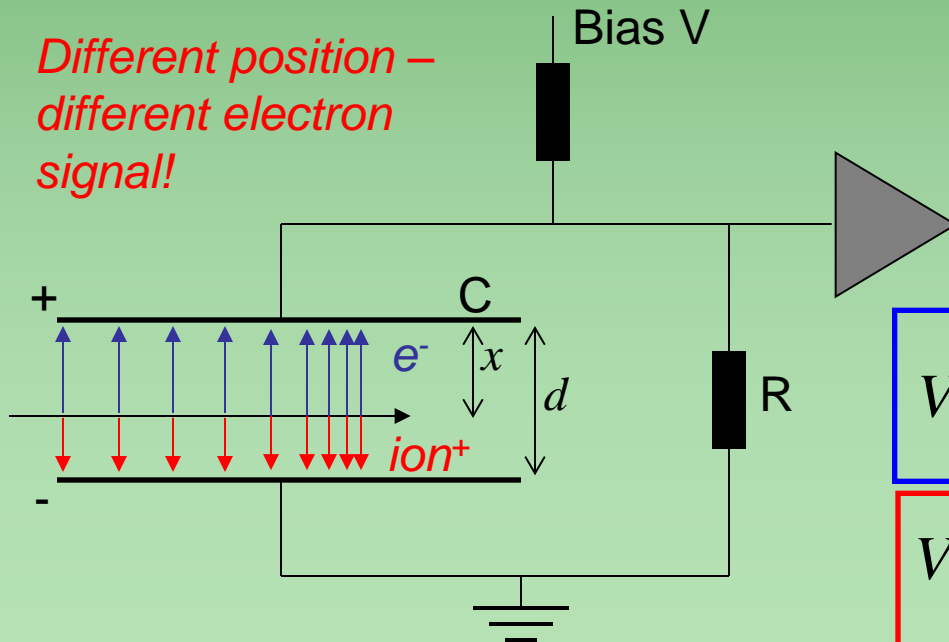 Bias V
Different position –
different electron
signal!
+
C
e-
x
d
R
V
ion+
-
V